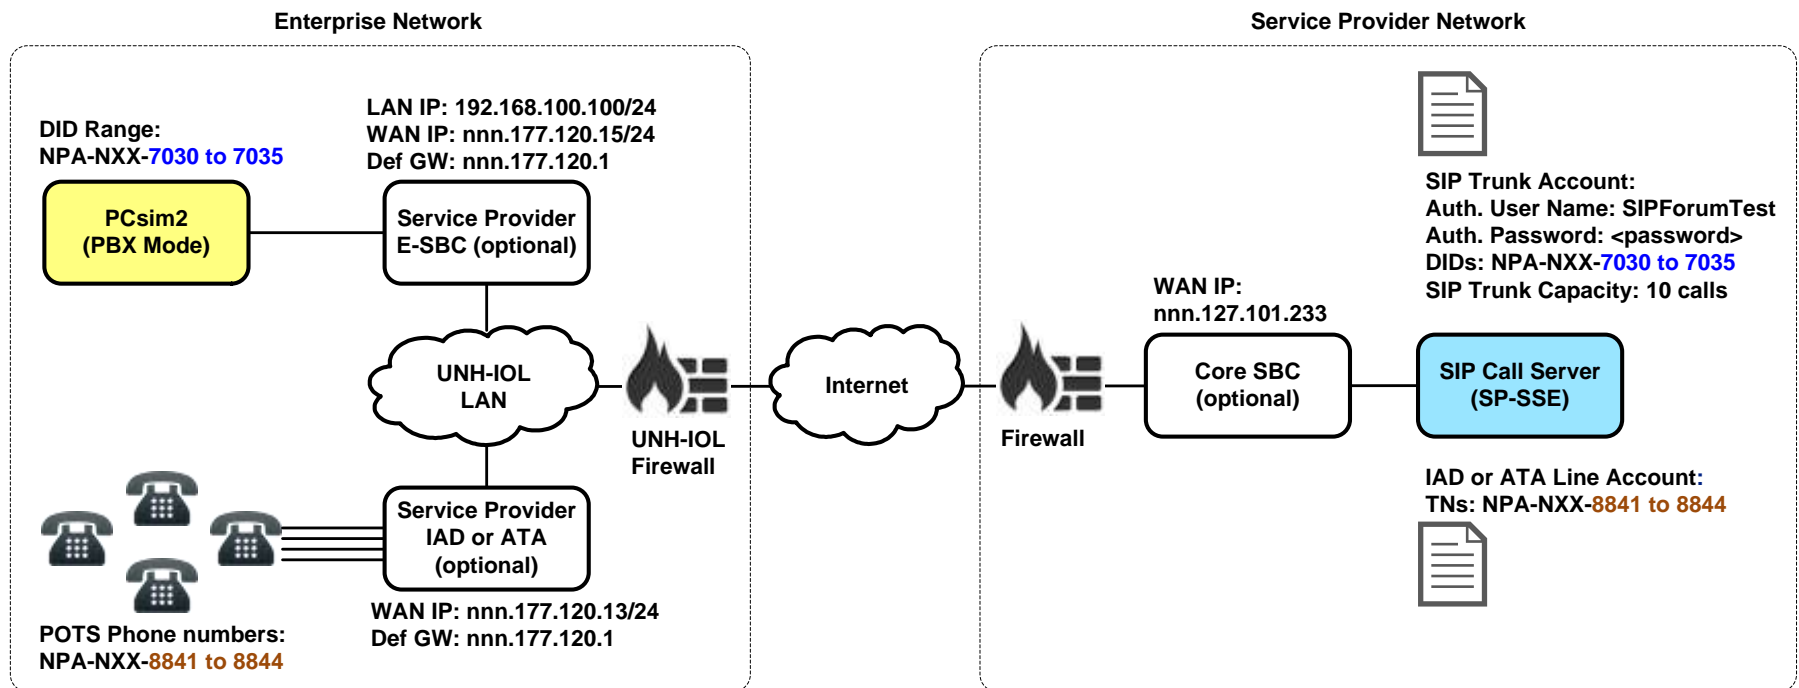 Enterprise Network
Service Provider Network
DID Range:
NPA-NXX-7030 to 7035
LAN IP: 192.168.100.100/24
WAN IP: nnn.177.120.15/24
Def GW: nnn.177.120.1
PCsim2
(PBX Mode)
Service Provider
E-SBC (optional)
UNH-IOL
LAN
UNH-IOL
Firewall
Internet
Service Provider
IAD or ATA
(optional)
WAN IP: nnn.177.120.13/24
Def GW: nnn.177.120.1
POTS Phone numbers:
NPA-NXX-8841 to 8844
Firewall
WAN IP:
nnn.127.101.233
Core SBC
(optional)
SIP Trunk Account:
Auth. User Name: SIPForumTest
Auth. Password: <password>
DIDs: NPA-NXX-7030 to 7035
SIP Trunk Capacity: 10 calls
SIP Call Server
(SP-SSE)
IAD or ATA Line Account:
TNs: NPA-NXX-8841 to 8844